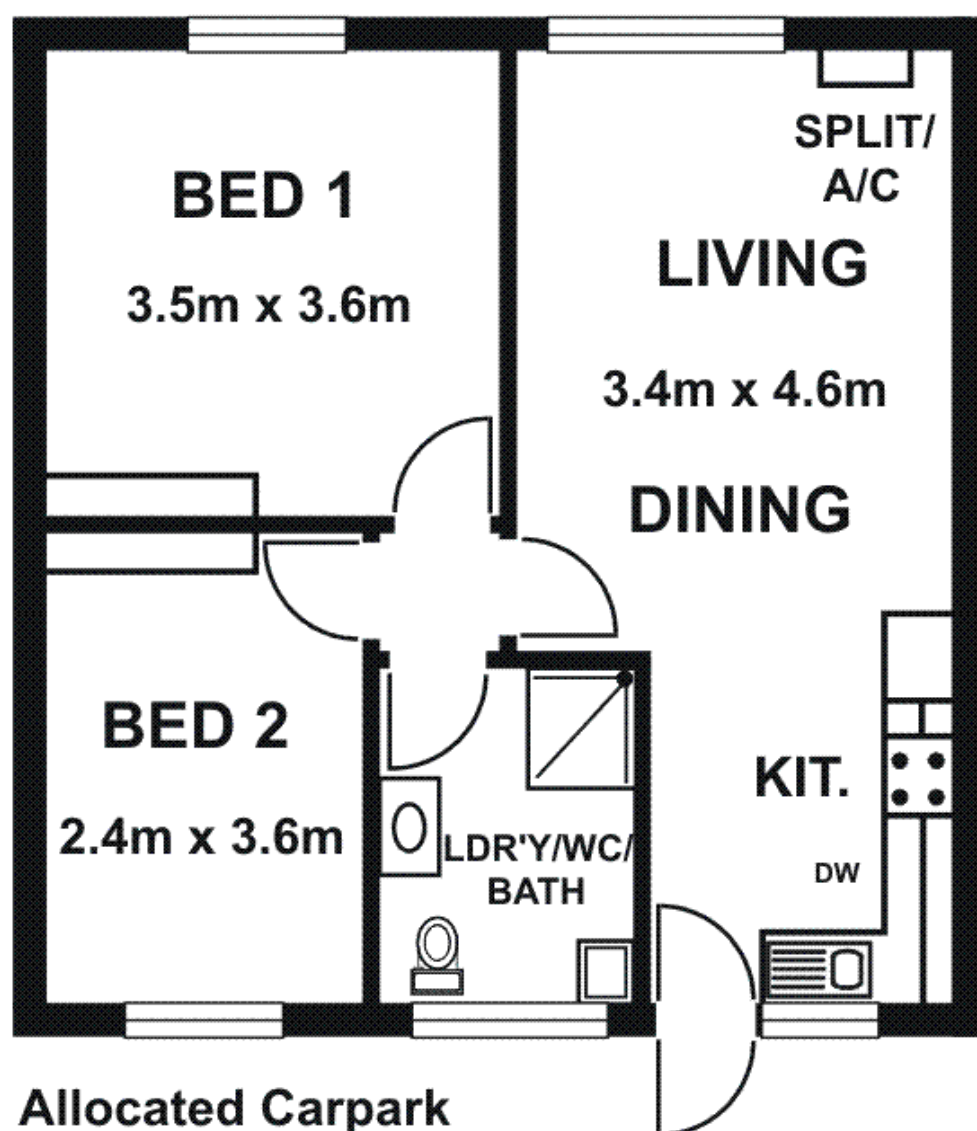 BED 1
3.5m x 3.6m
SPLIT/
A/C
LIVING
3.4m x 4.6m
DINING
BED 2
2.4m x 3.6m
KIT.
DW
LDR'Y/WC/
BATH
Allocated Carpark